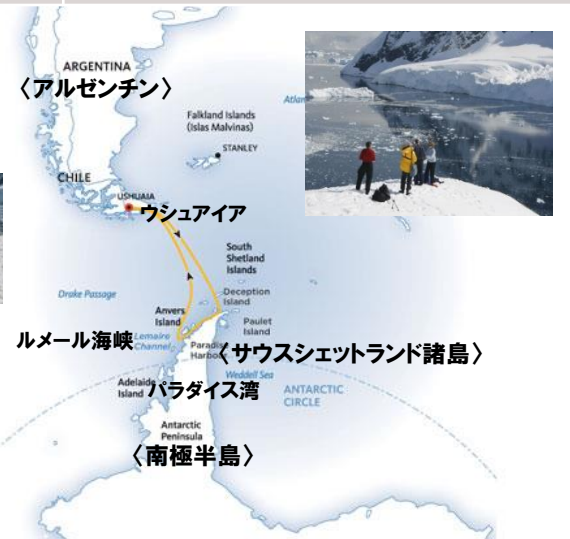 ARGENTINA
〈アルゼンチン〉
Falkland Islands
(Islas Malvinas)
STANLEY
CHILE
USHUAIA
ウシュアイア
South
Shetland
Islands
Drake Passage
Deception
Island
Anvers
Island
Paulet
Island
ルメール海峡
Lemaire
Channel
Harbour
〈サウスシェットランド諸島〉
Weddell Sea
Adelaide
Island
パラダイス湾
ANTARCTIC
CIRCLE
Antarctic
Peninsula
〈南極半島〉